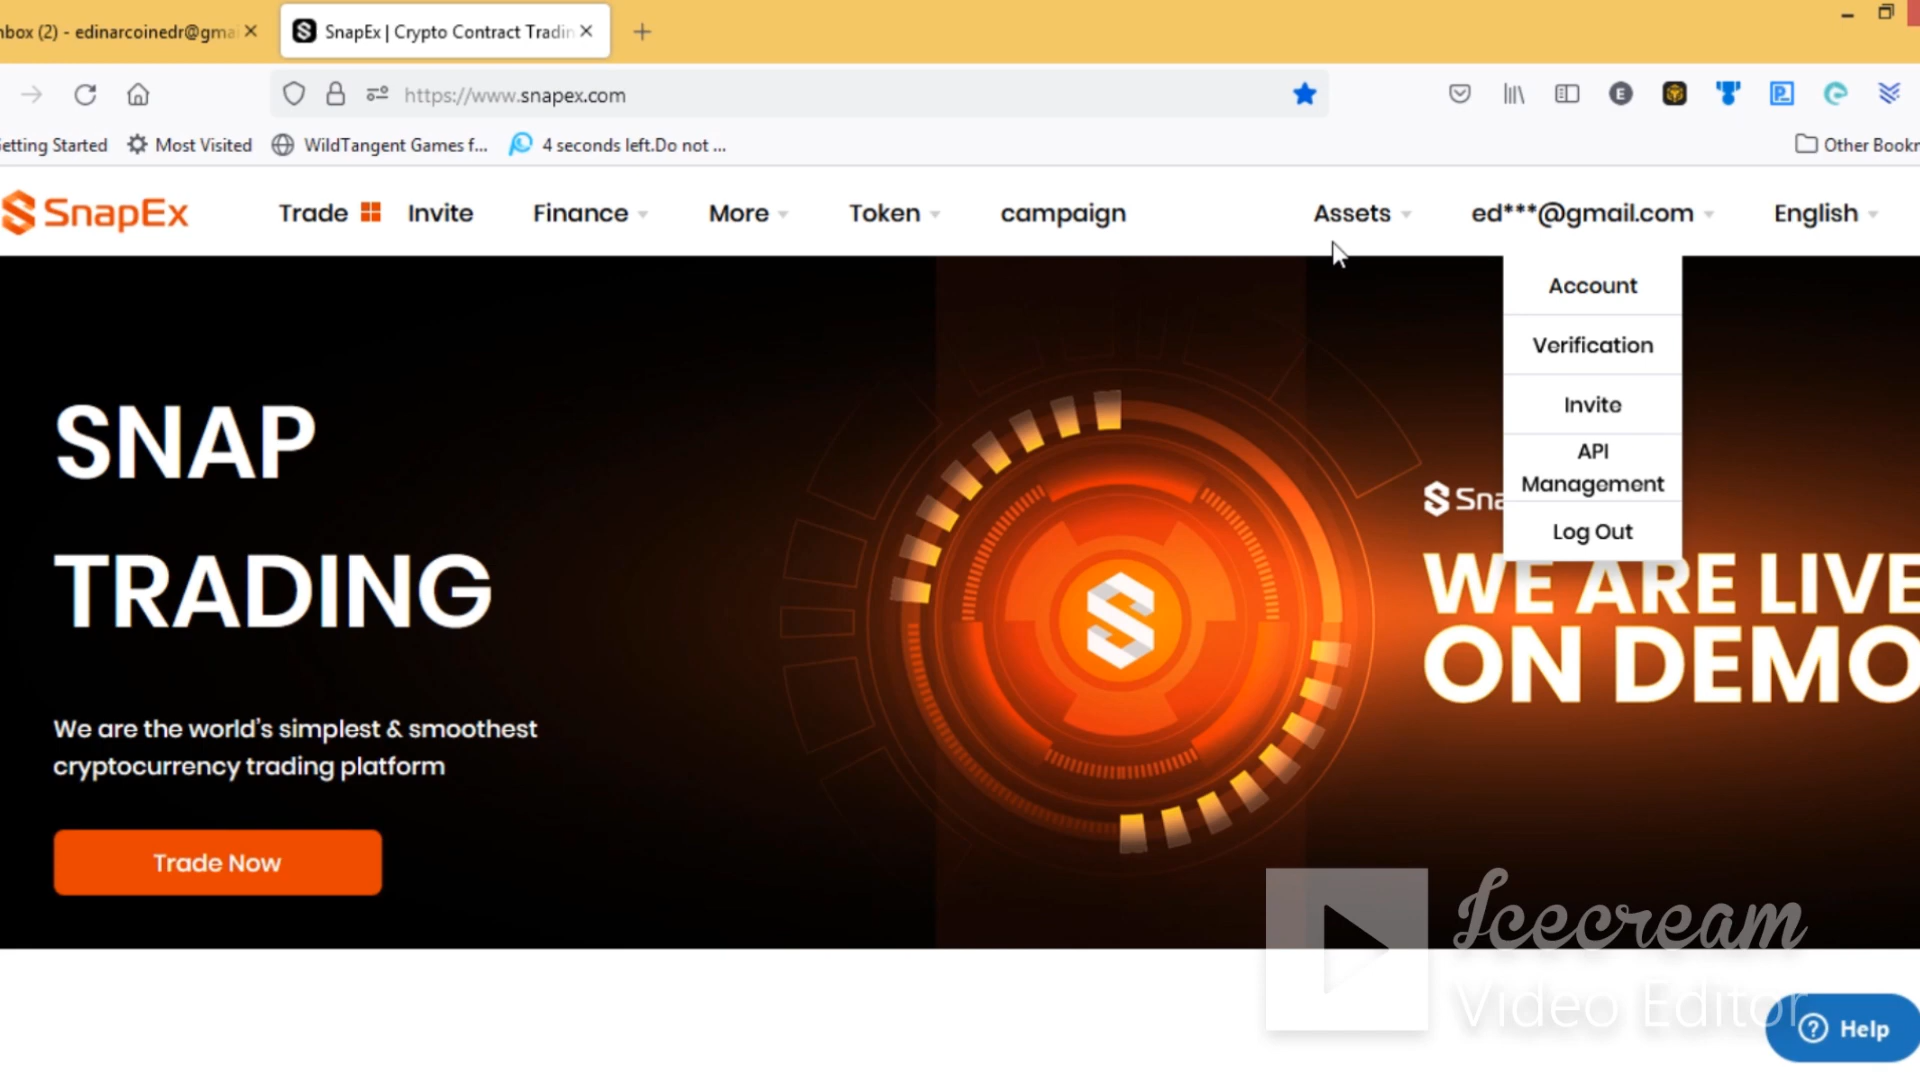 nbox (2) - edinarcoinedr@gmai
SnapEx | Crypto Contract Tradin
https://www.snapex.com
Getting Started
Most Visited
WildTangent Games f...
4 seconds left.Do not ...
Other Bookm
SnapEx
Trade
Invite
Finance
More
Token
campaign
Assets
ed***@gmail.com
English
Account
Verification
Invite
API
Management
Log Out
SNAP
TRADING
We are the world's simplest & smoothest
cryptocurrency trading platform
Trade Now
Sna
WE ARE LIVE
ON DEMO
Icecream
Video Editor
Help